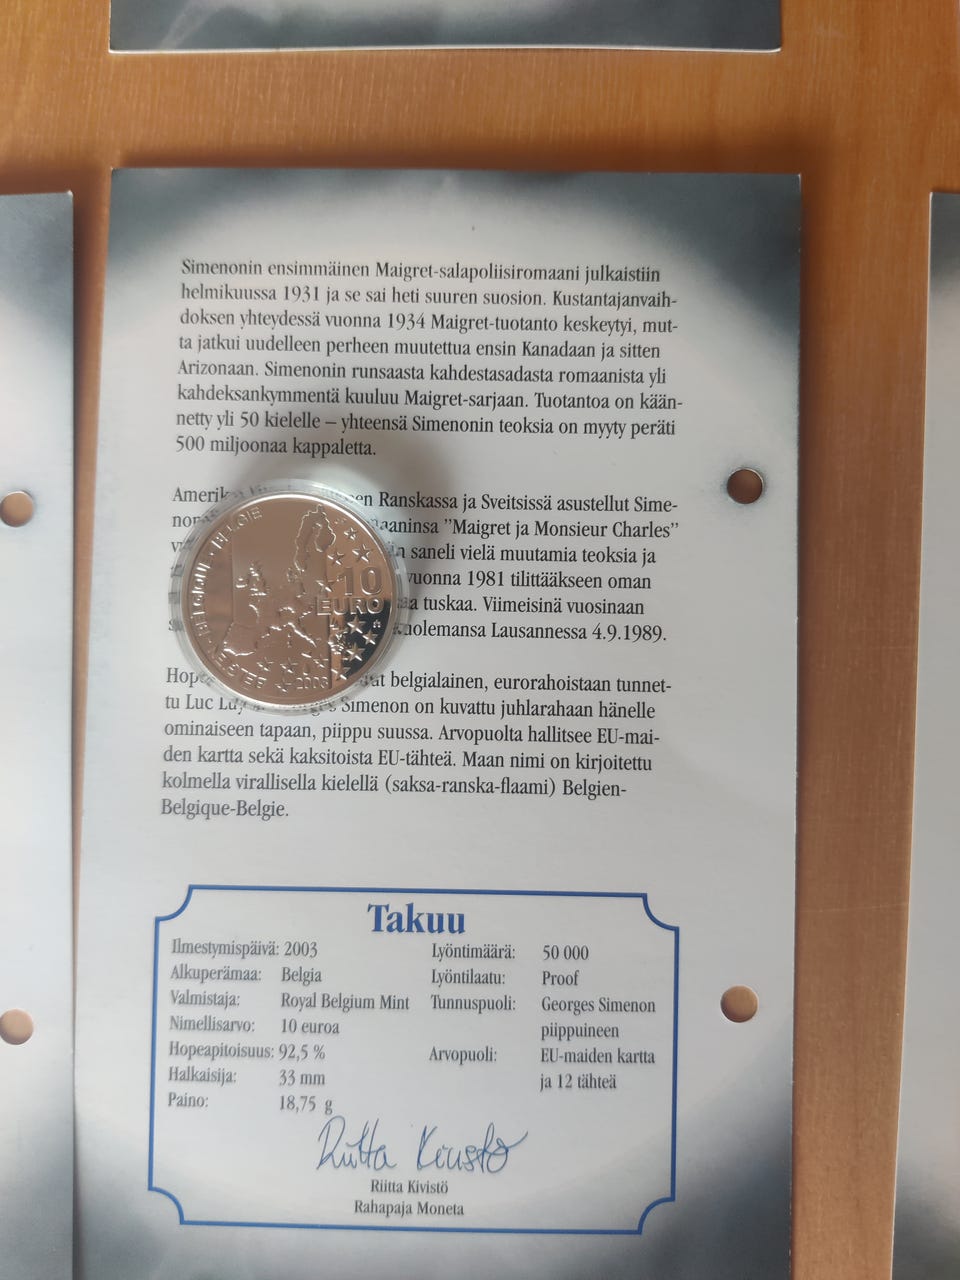 Simenonin ensimmäinen Maigret-salapoliisiromaani julkaistiin
helmikuussa 1931 ja se sai heti suuren suosion. Kustantajanvaih-
doksen yhteydessä vuonna 1934 Maigret-tuotanto keskeytyi, mut-
ta jatkui uudelleen perheen muutettua ensin Kanadaan ja sitten
Arizonaan. Simenonin runsaasta kahdestasadasta romaanista yli
kahdeksankymmentä kuuluu Maigret-sarjaan. Tuotantoa on kään-
netty yli 50 kielelle – yhteensä Simenonin teoksia on myyty peräti
500 miljoonaa kappaletta.
Ranskassa ja Sveitsissä asustellut Sime-
"Maigret ja Monsieur Charles"
saneli vielä muutamia teoksia ja
vuonna 1981 tilittääkseen oman
tuskaa. Viimeisinä vuosinaan
kuolemansa Lausannessa 4.9.1989.
belgialainen, eurorahoistaan tunnet-
tu Luc Simenon on kuvattu juhlarahaan hänelle
ominaiseen tapaan, piippu suussa. Arvopuolta hallitsee EU-mai-
den kartta sekä kaksitoista EU-tähteä. Maan nimi on kirjoitettu
kolmella virallisella kielellä (saksa-ranska-flaami) Belgien-
Belgique-Belgie.
BELGIEN · BELGIQUE · BELGIE
10
EURO
2003
Takuu
Ilmestymispäivä: 2003 Lyöntimäärä: 50 000
Alkuperämaa: Belgia Lyöntilaatu: Proof
Valmistaja: Royal Belgium Mint Tunnuspuoli: Georges Simenon
piippuineen
Nimellisarvo: 10 euroa
Hopeapitoisuus: 92,5 % Arvopuoli: EU-maiden kartta
ja 12 tähteä
Halkaisija: 33 mm
Paino: 18,75 g
Riitta Kivistö
Riitta Kivistö
Rahapaja Moneta